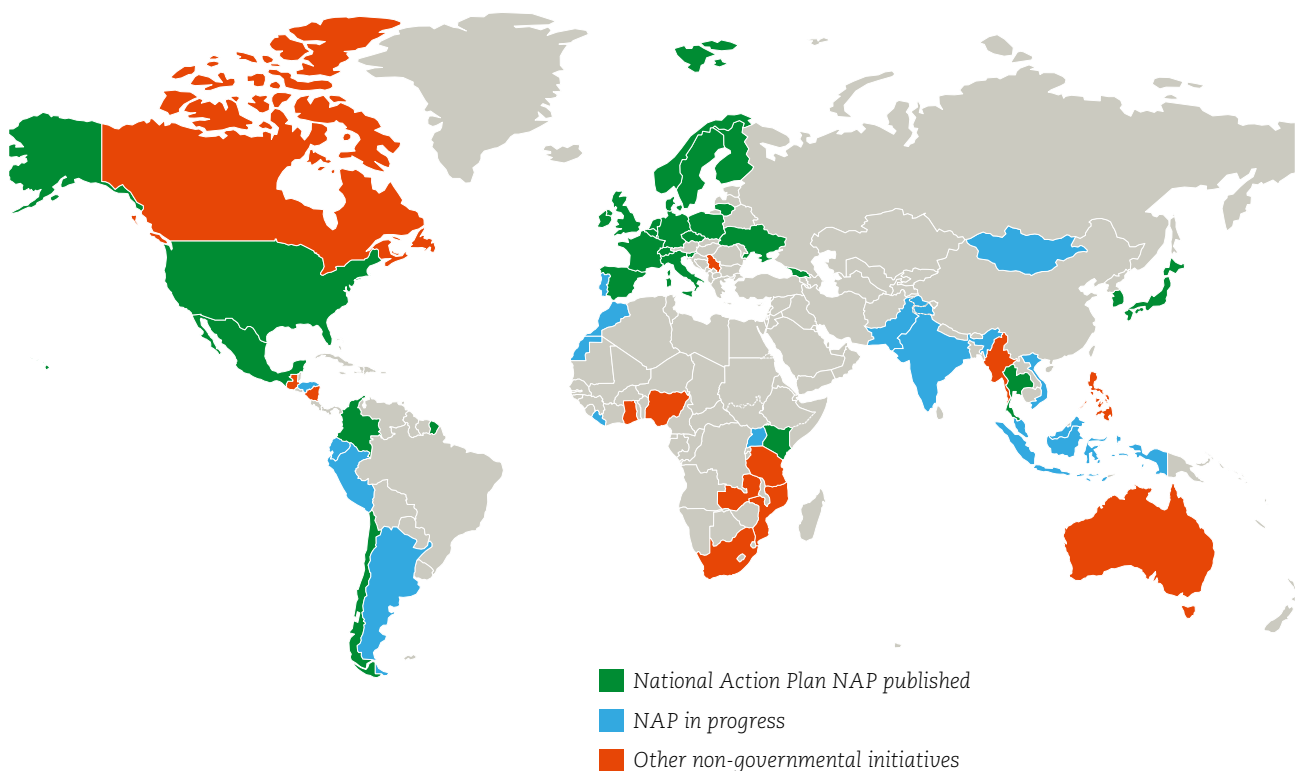 National Action Plan NAP published
NAP in progress
Other non-governmental initiatives